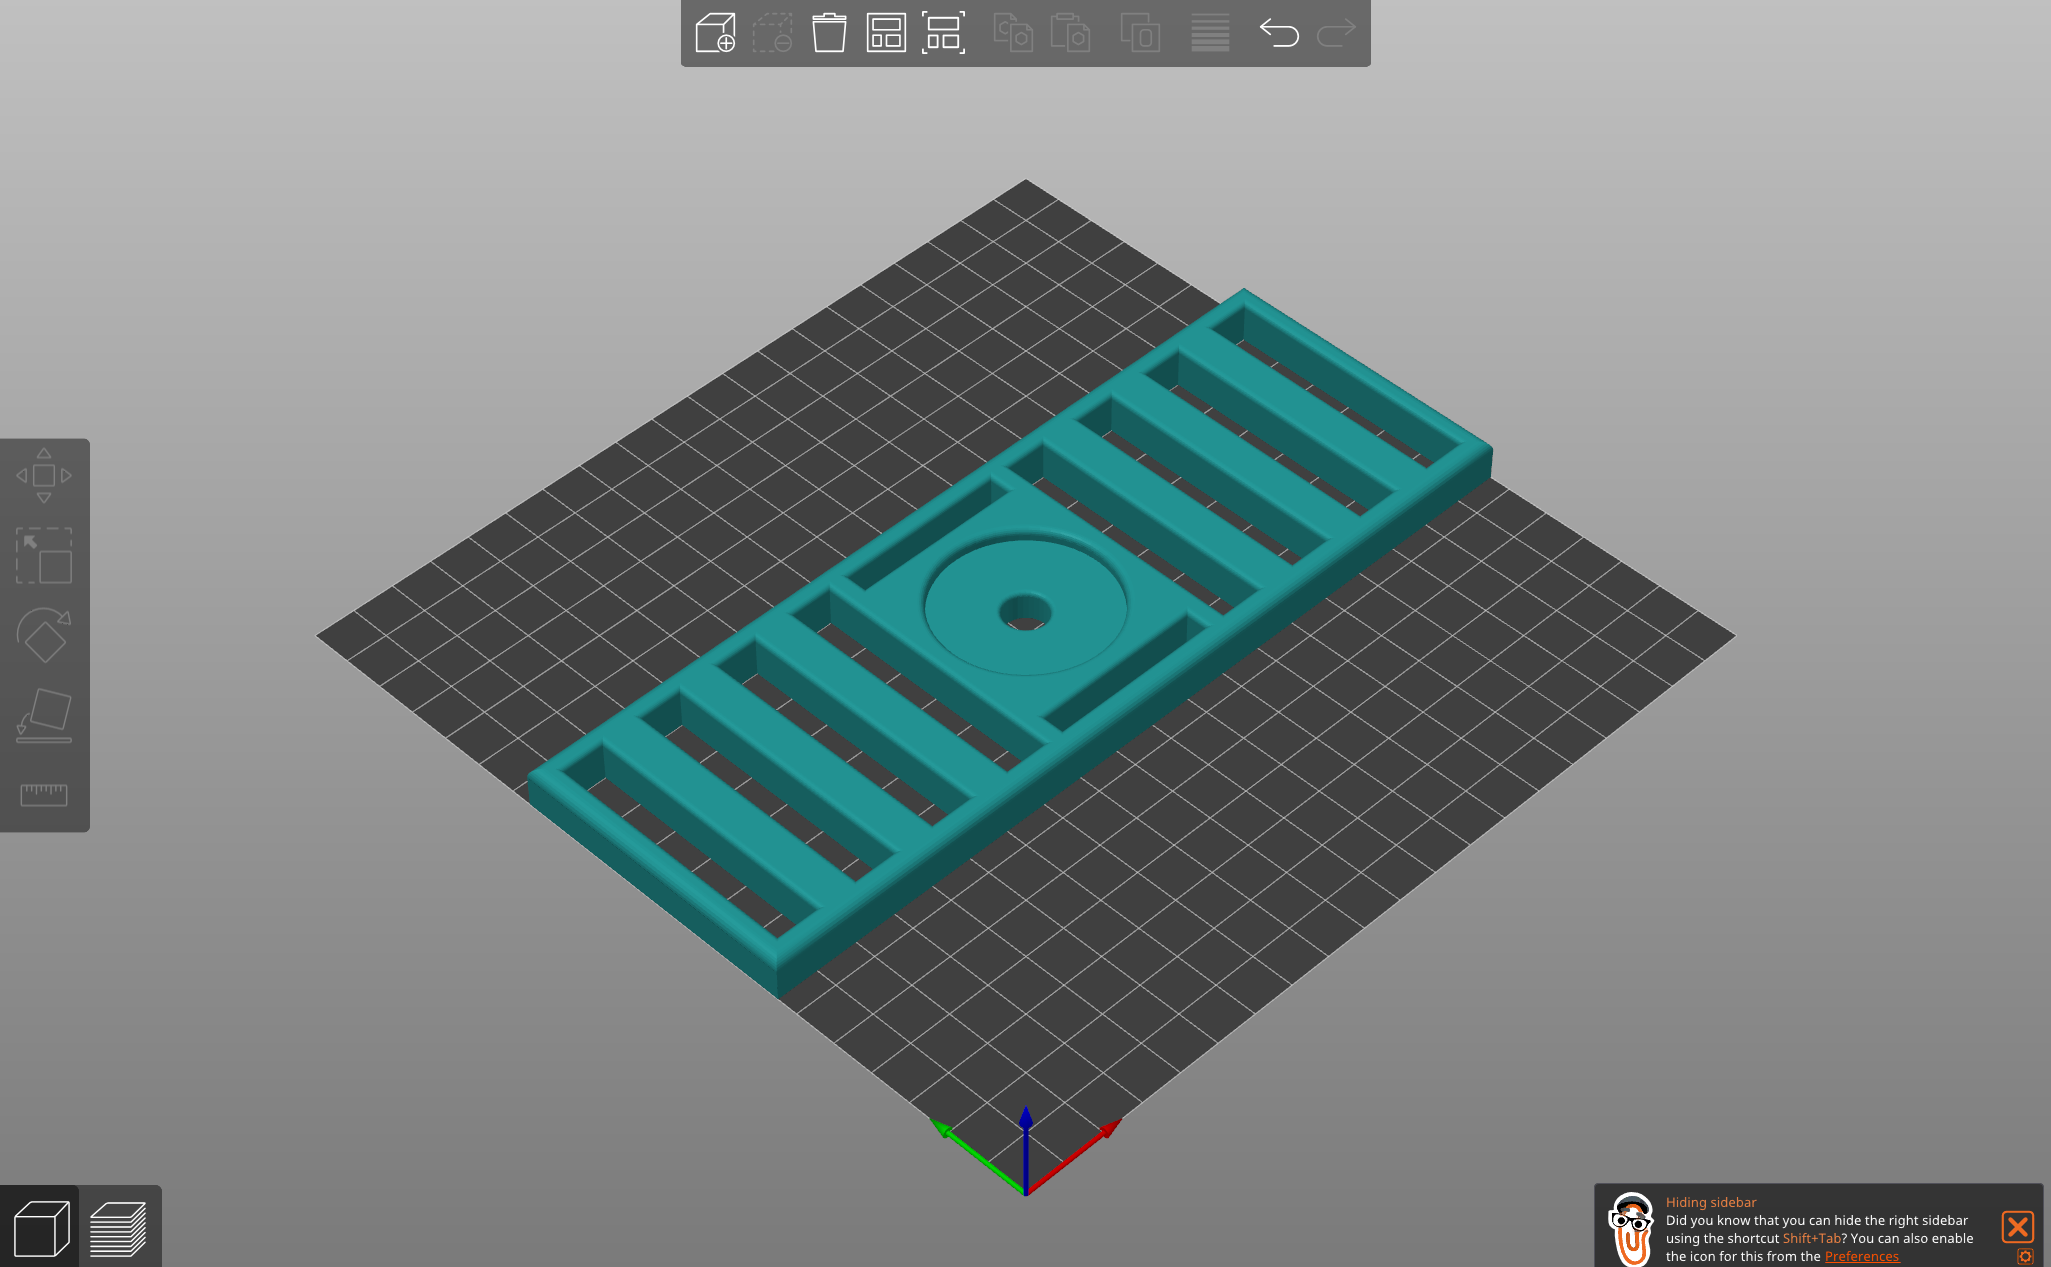 Hiding sidebar
Did you know that you can hide the right sidebar
using the shortcut Shift+Tab? You can also enable
the icon for this from the Preferences